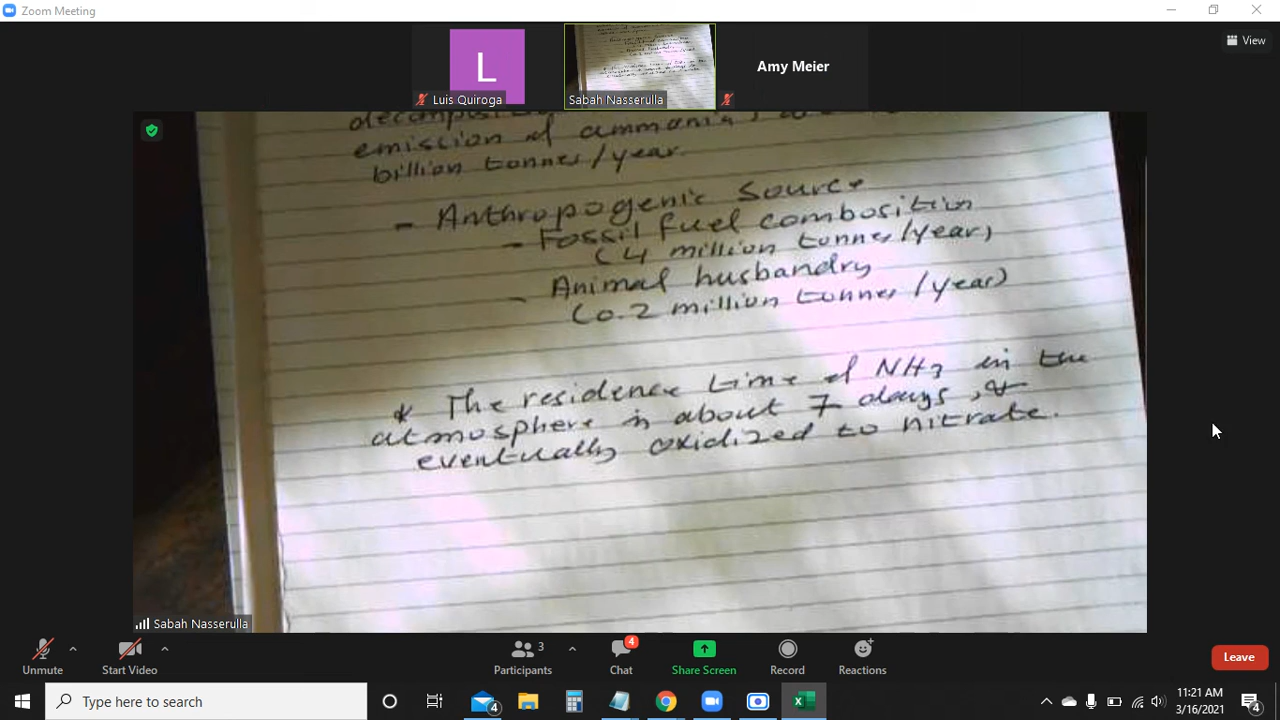 Zoom Meeting
View
L
Luis Quiroga
Sabah Nasserulla
Amy Meier
emission of ammonia,
billion tonnes/year.
- Anthropogenic Source
- Fossil fuel combosition
(4 million tonnes/year)
- Animal husbandry
(0.2 million tonnes/year)
* The residence time of NH3 in the
atmosphere is about 7 days, &
eventually oxidized to nitrate.
Sabah Nasserulla
Unmute
Start Video
Participants
3
Chat
4
Share Screen
Record
Reactions
Leave
Type here to search
4
11:21 AM
3/16/2021
4